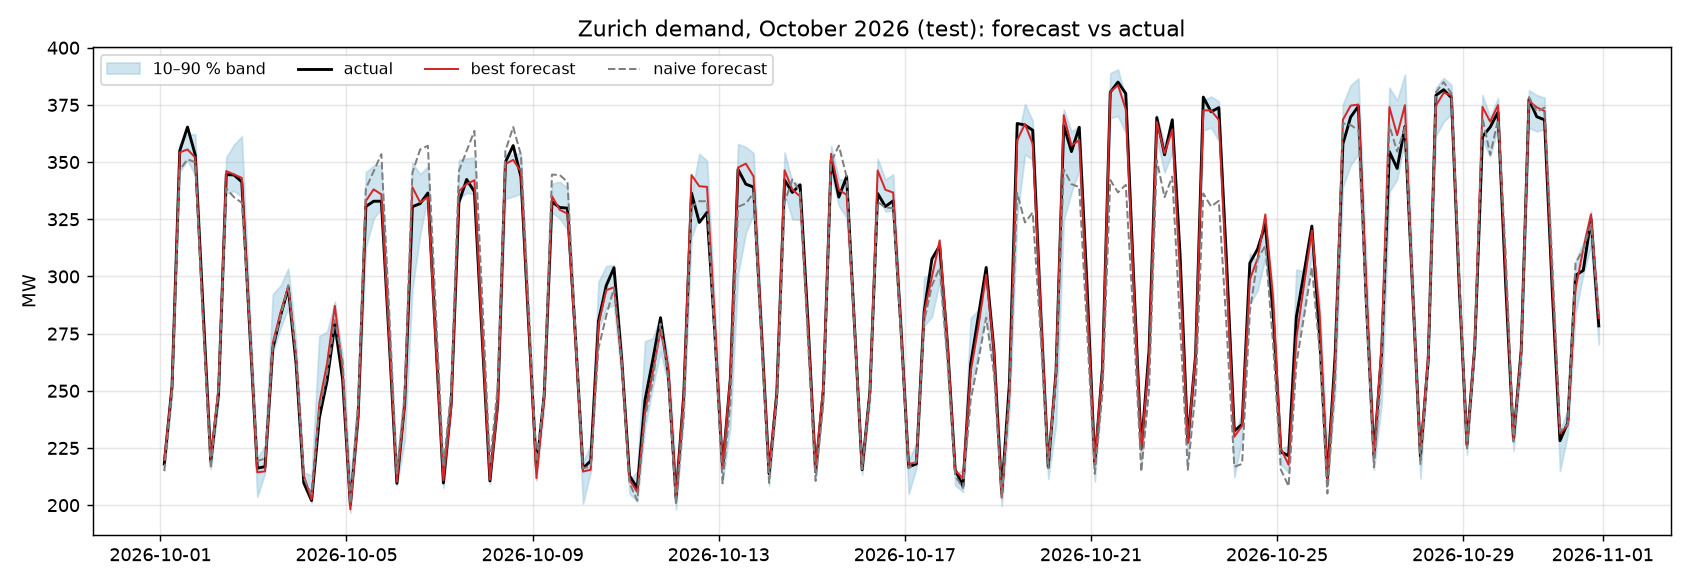 Zurich demand, October 2026 (test): forecast vs actual
10–90 % band actual best forecast naive forecast
MW
400
375
350
325
300
275
250
225
200
2026-10-01 2026-10-05 2026-10-09 2026-10-13 2026-10-17 2026-10-21 2026-10-25 2026-10-29 2026-11-01